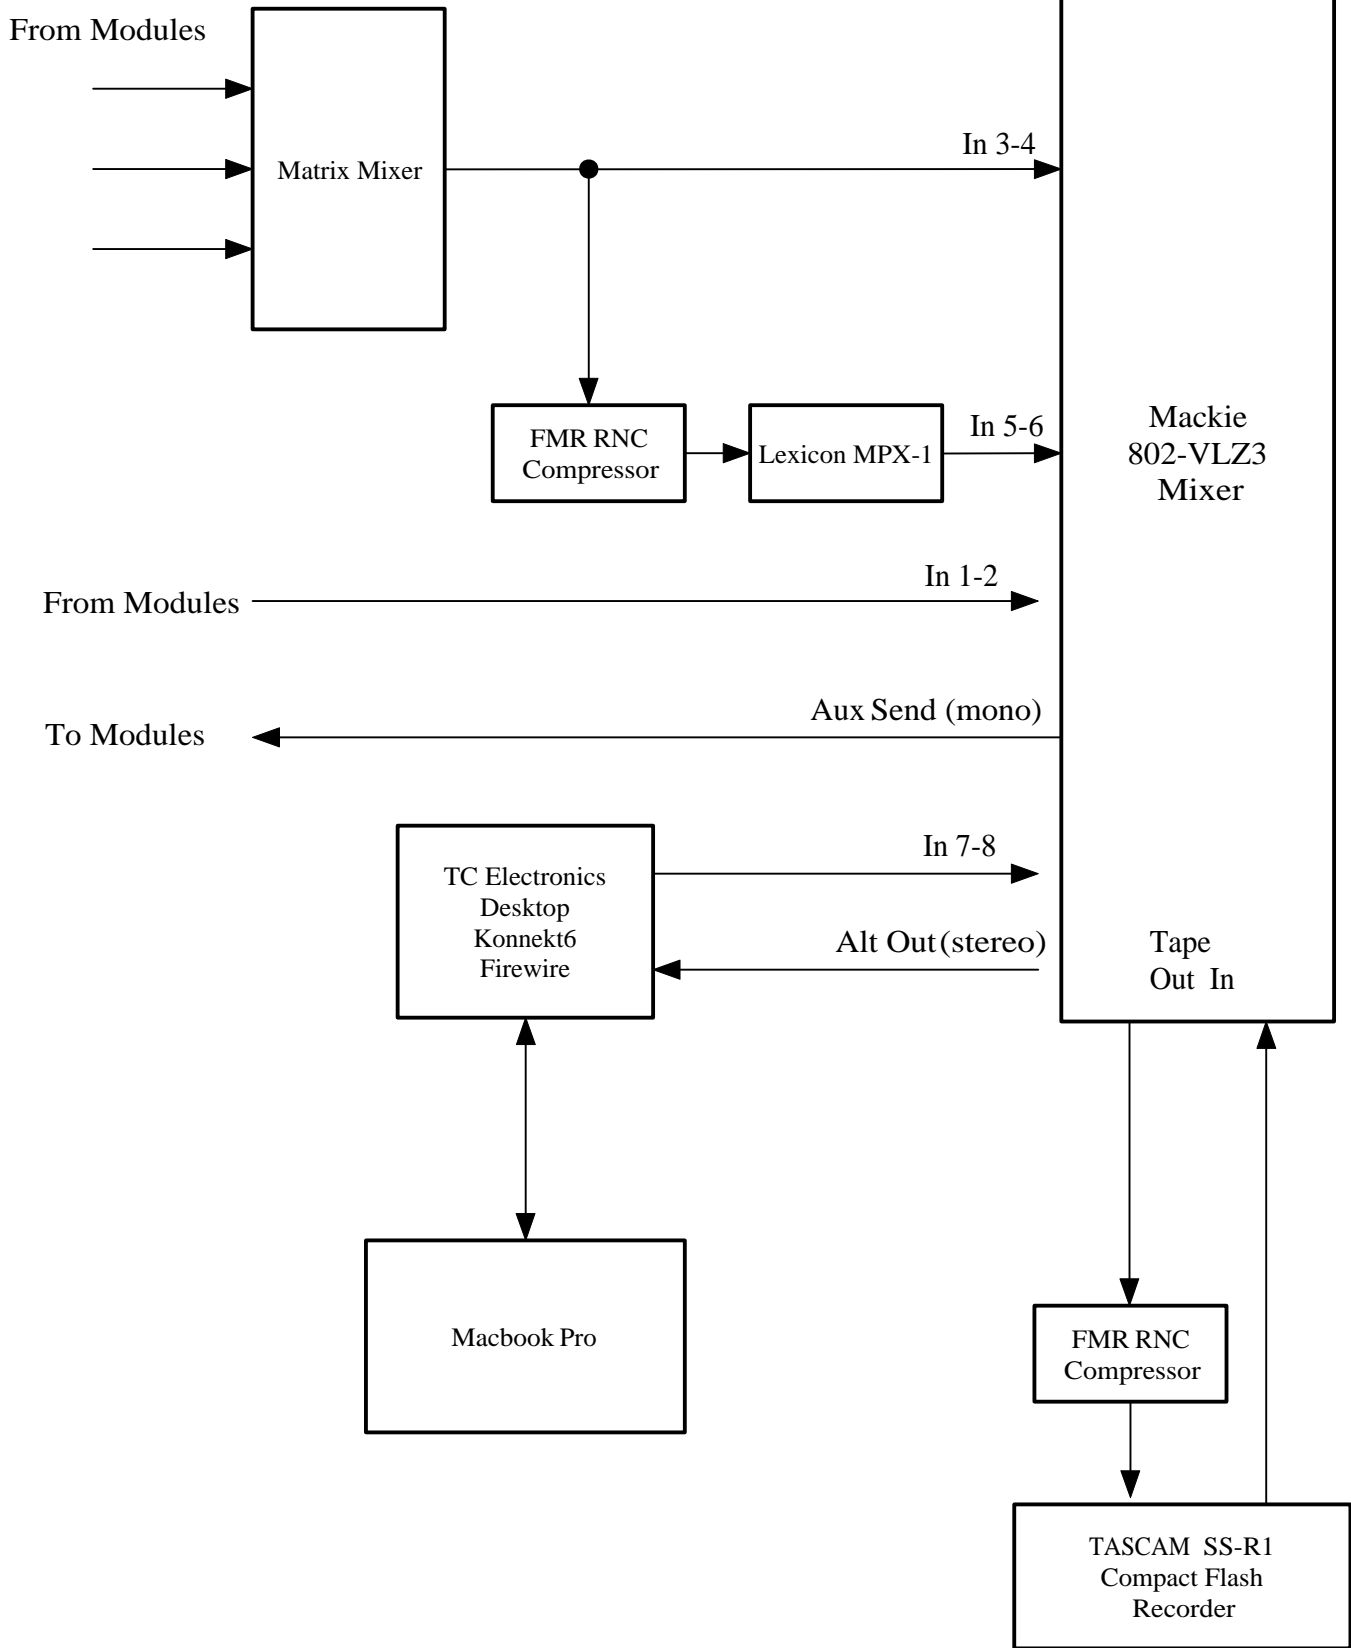 From Modules
Matrix Mixer
In 3-4
FMR RNC
Compressor
Lexicon MPX-1
In 5-6
Mackie
802-VLZ3
Mixer
From Modules
In 1-2
To Modules
Aux Send (mono)
TC Electronics
Desktop
Konnekt6
Firewire
In 7-8
Alt Out (stereo)
Tape
Out In
Macbook Pro
FMR RNC
Compressor
TASCAM SS-R1
Compact Flash
Recorder